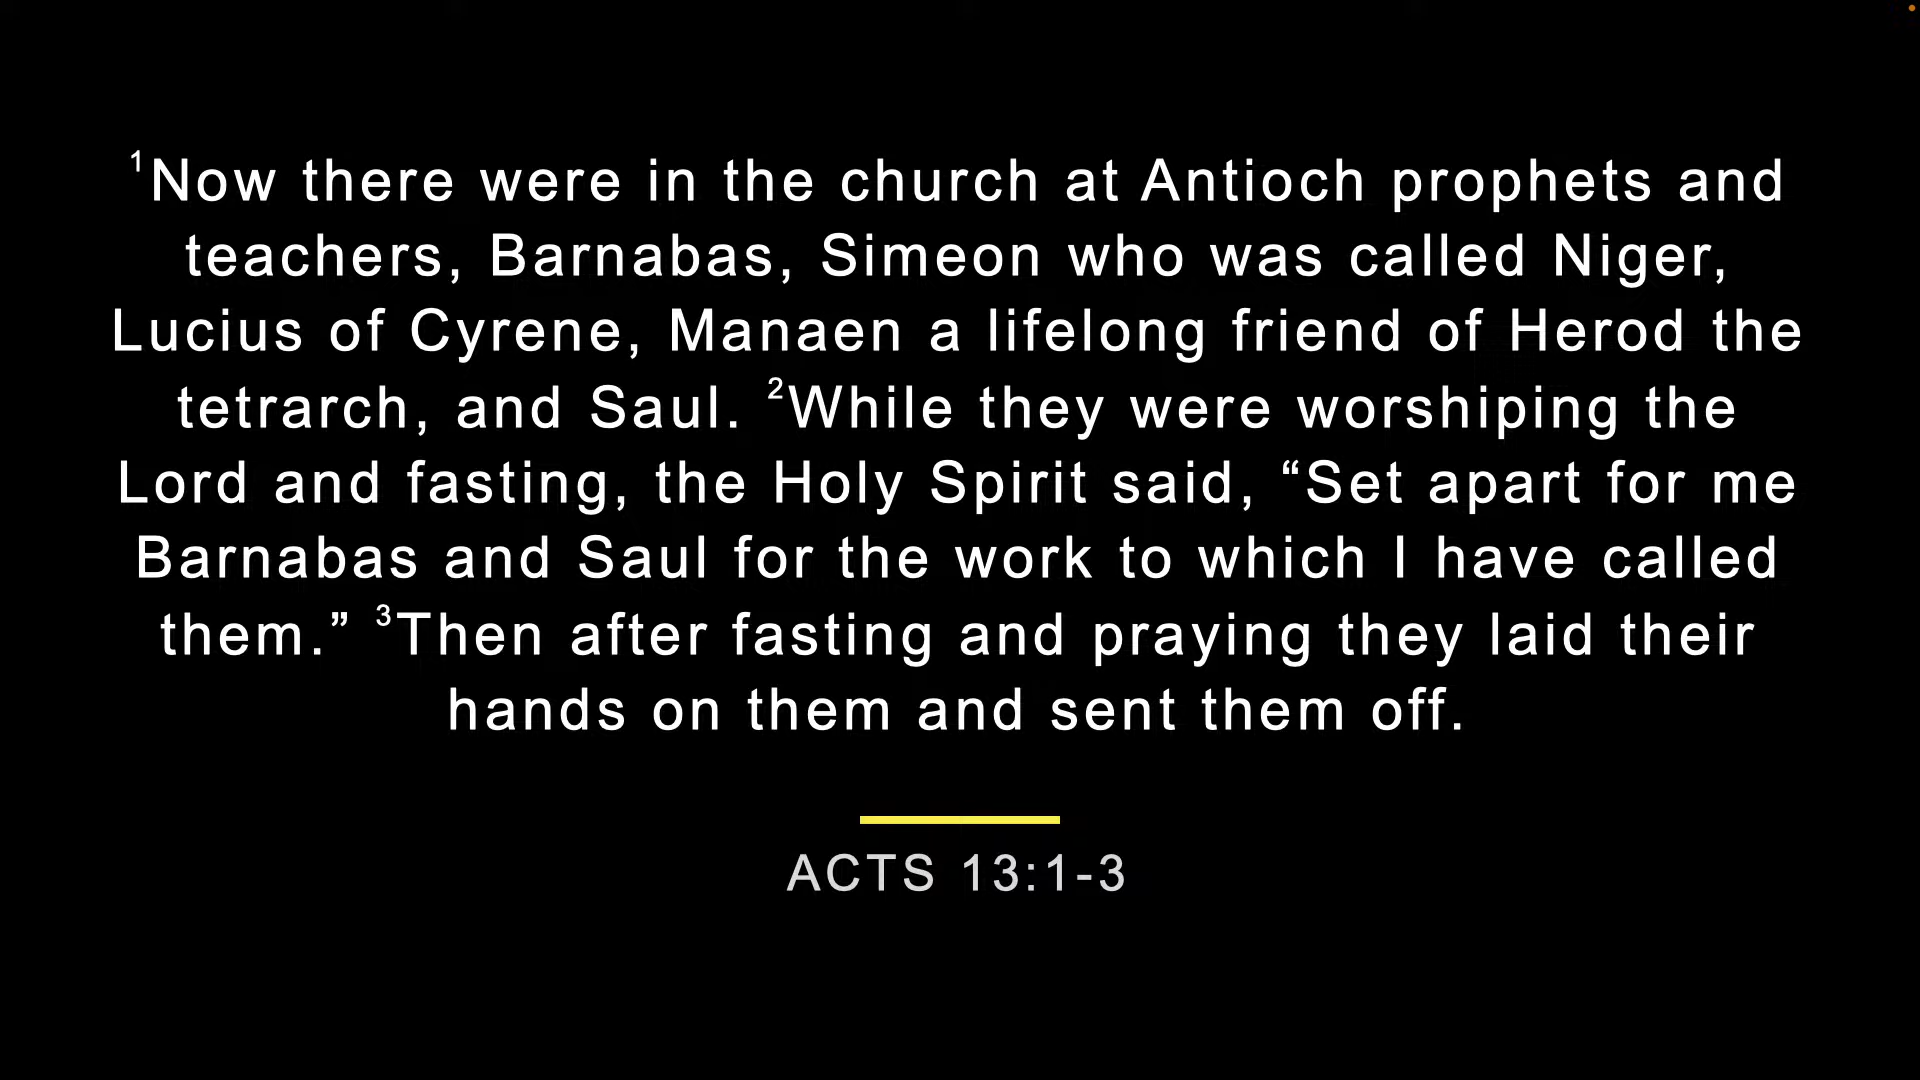 ¹Now there were in the church at Antioch prophets and
teachers, Barnabas, Simeon who was called Niger,
Lucius of Cyrene, Manaen a lifelong friend of Herod the
tetrarch, and Saul. ²While they were worshiping the
Lord and fasting, the Holy Spirit said, “Set apart for me
Barnabas and Saul for the work to which I have called
them.” ³Then after fasting and praying they laid their
hands on them and sent them off.
ACTS 13:1-3